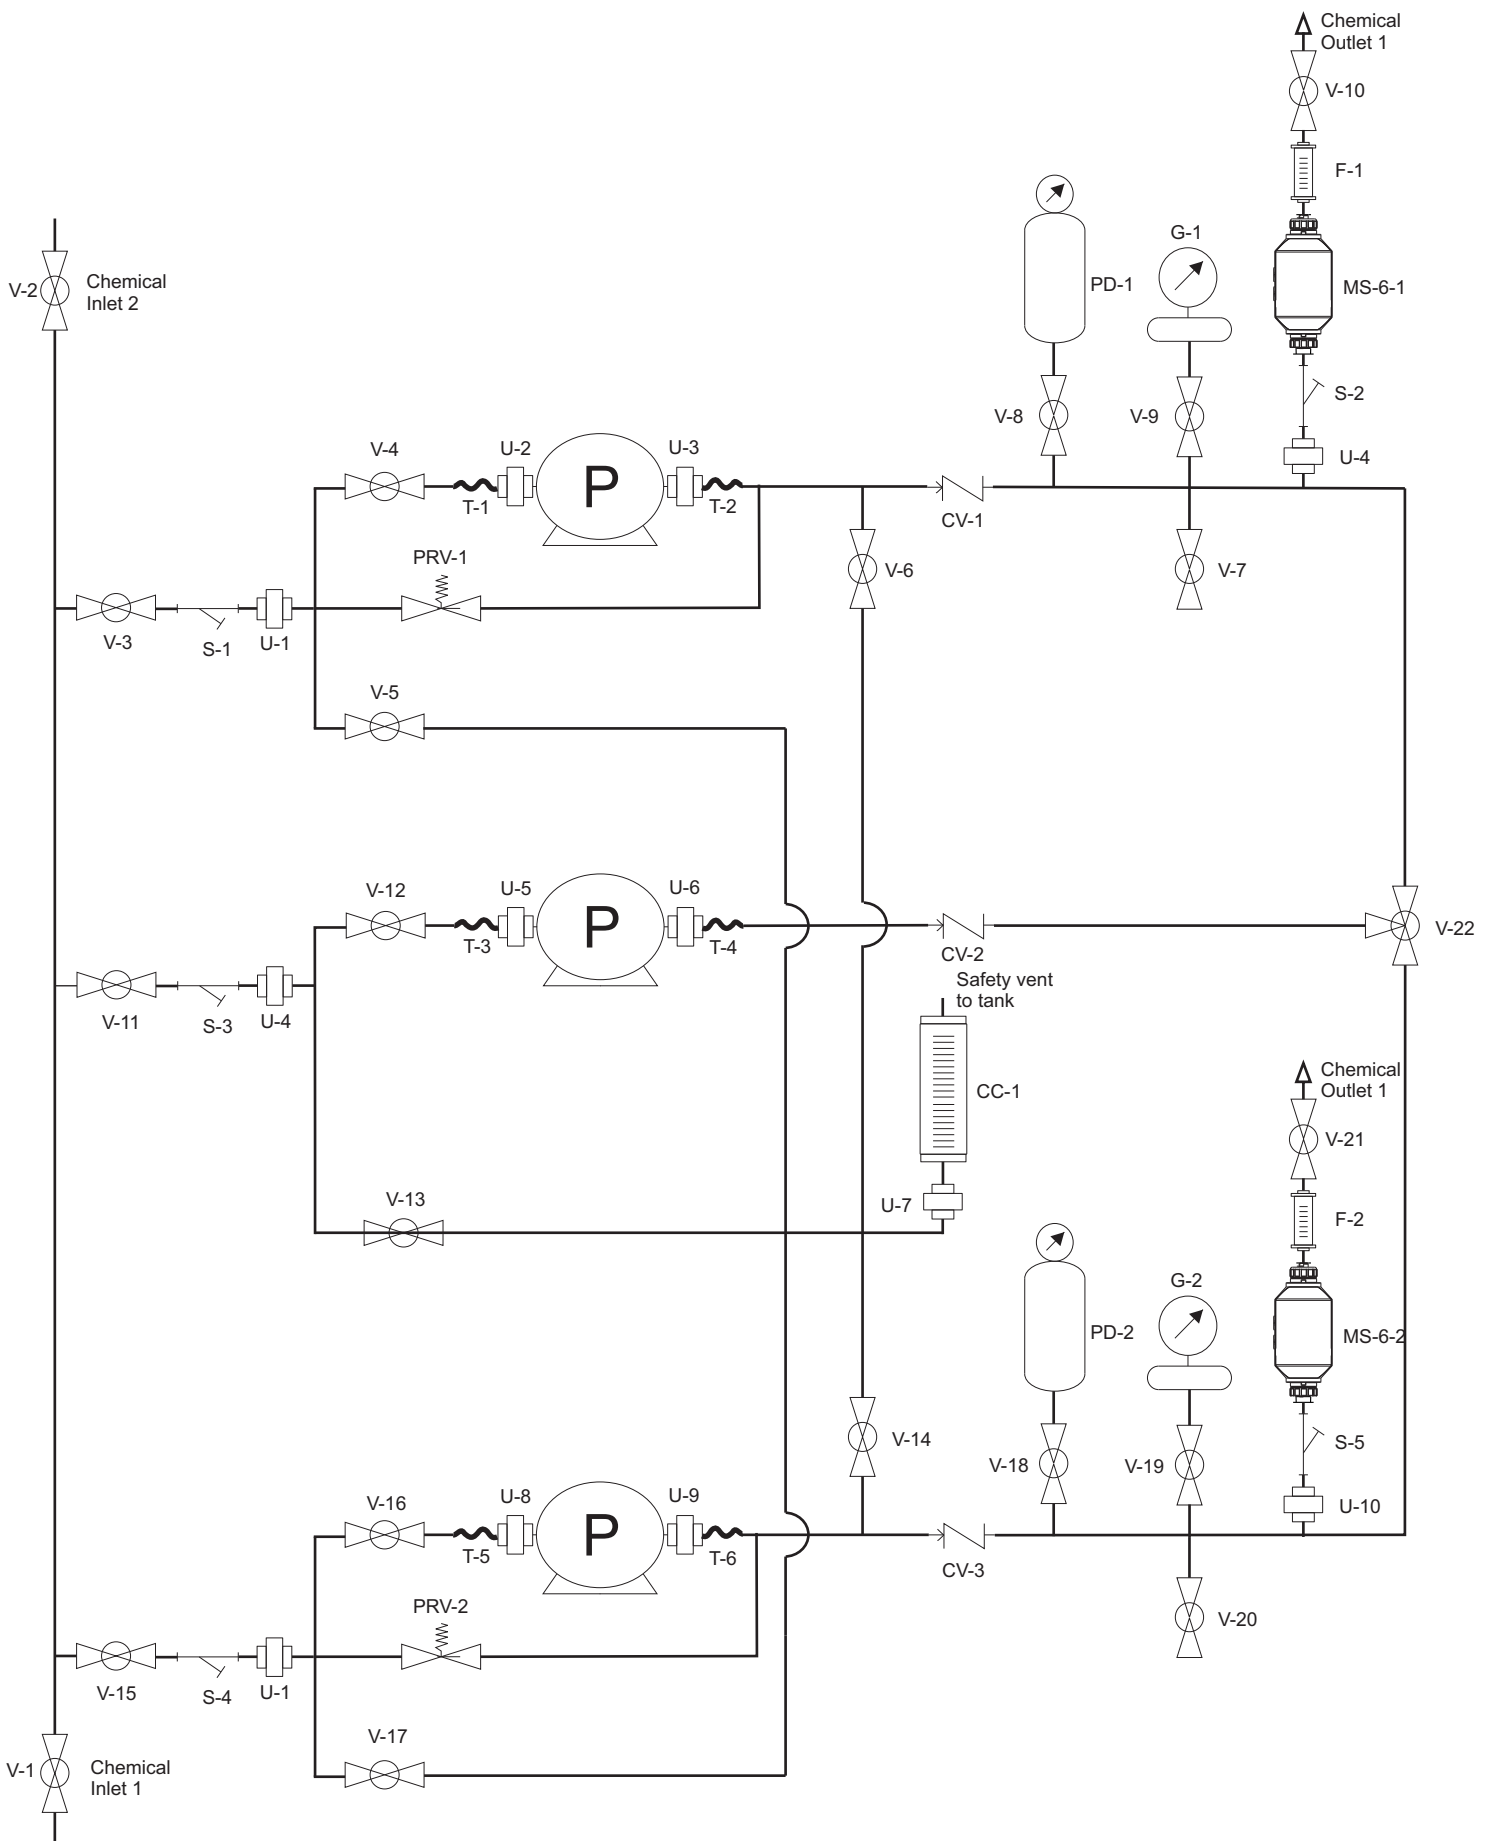 Chemical
Outlet 1
V-10
F-1
G-1
V-2
Chemical
Inlet 2
PD-1
MS-6-1
S-2
V-8
V-9
V-4
U-2
U-3
U-4
P
T-1
T-2
CV-1
PRV-1
V-6
V-7
V-3
S-1
U-1
V-5
V-12
U-5
U-6
P
T-3
T-4
V-22
CV-2
Safety vent
to tank
V-11
S-3
U-4
Chemical
Outlet 1
CC-1
V-21
V-13
U-7
F-2
G-2
PD-2
MS-6-2
V-14
S-5
V-18
V-19
V-16
U-8
U-9
U-10
P
T-5
T-6
CV-3
PRV-2
V-20
V-15
S-4
U-1
V-17
V-1
Chemical
Inlet 1